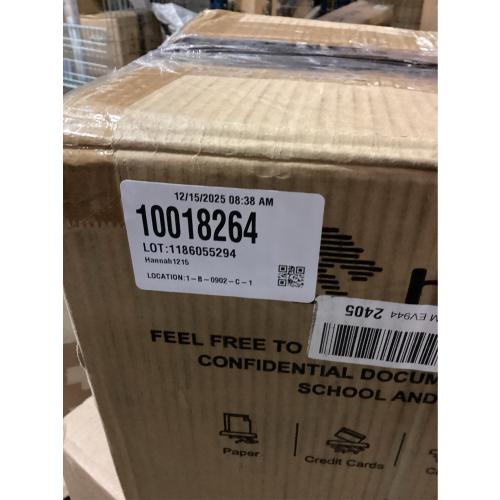 12/15/2025 08:38 AM
10018264
LOT:1186055294
Hannah1215
LOCATION:1-B-0902-C-1
EV944 2405
FEEL FREE TO
CONFIDENTIAL
SCHOOL AND
Paper
Credit Cards